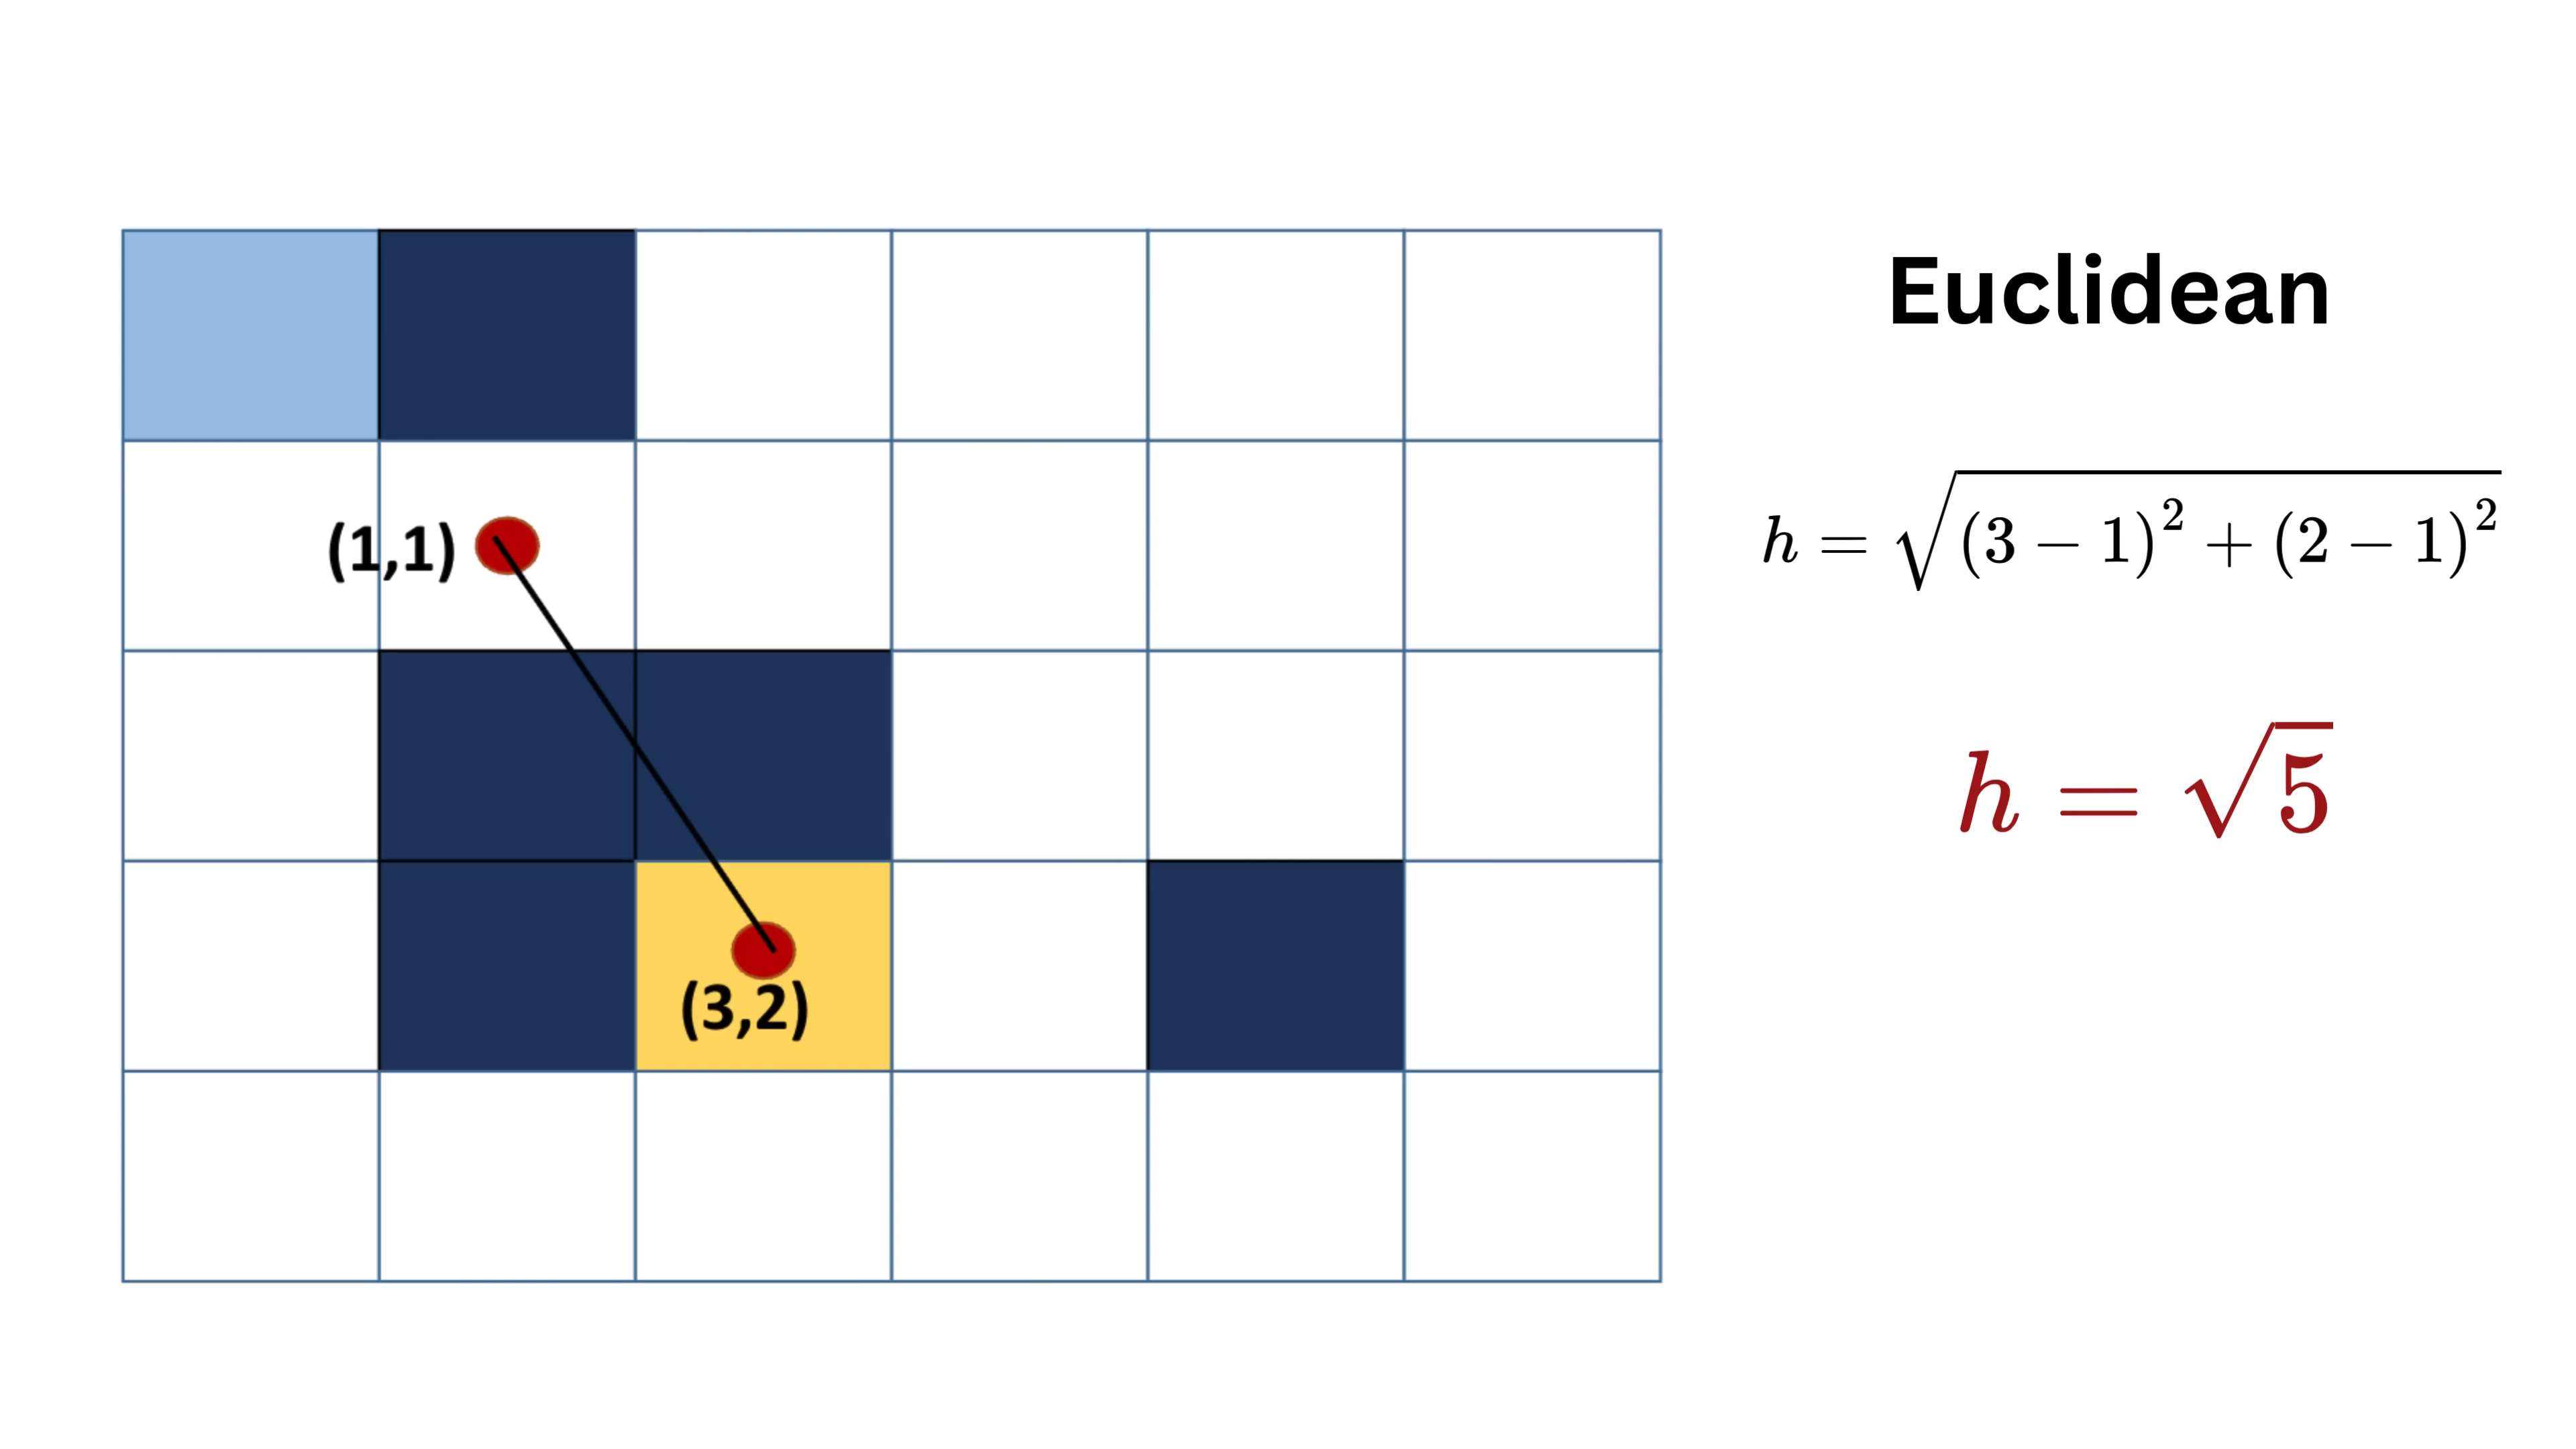 Euclidean
(1,1)
h = √(3 − 1)² + (2 − 1)²
h = √5
(3,2)